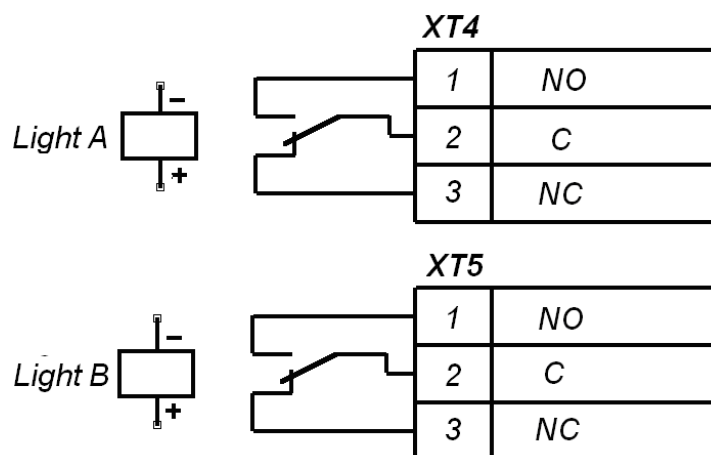 XT4
1 NO
−
Light A
2 C
+
3 NC
XT5
1 NO
−
Light B
2 C
+
3 NC